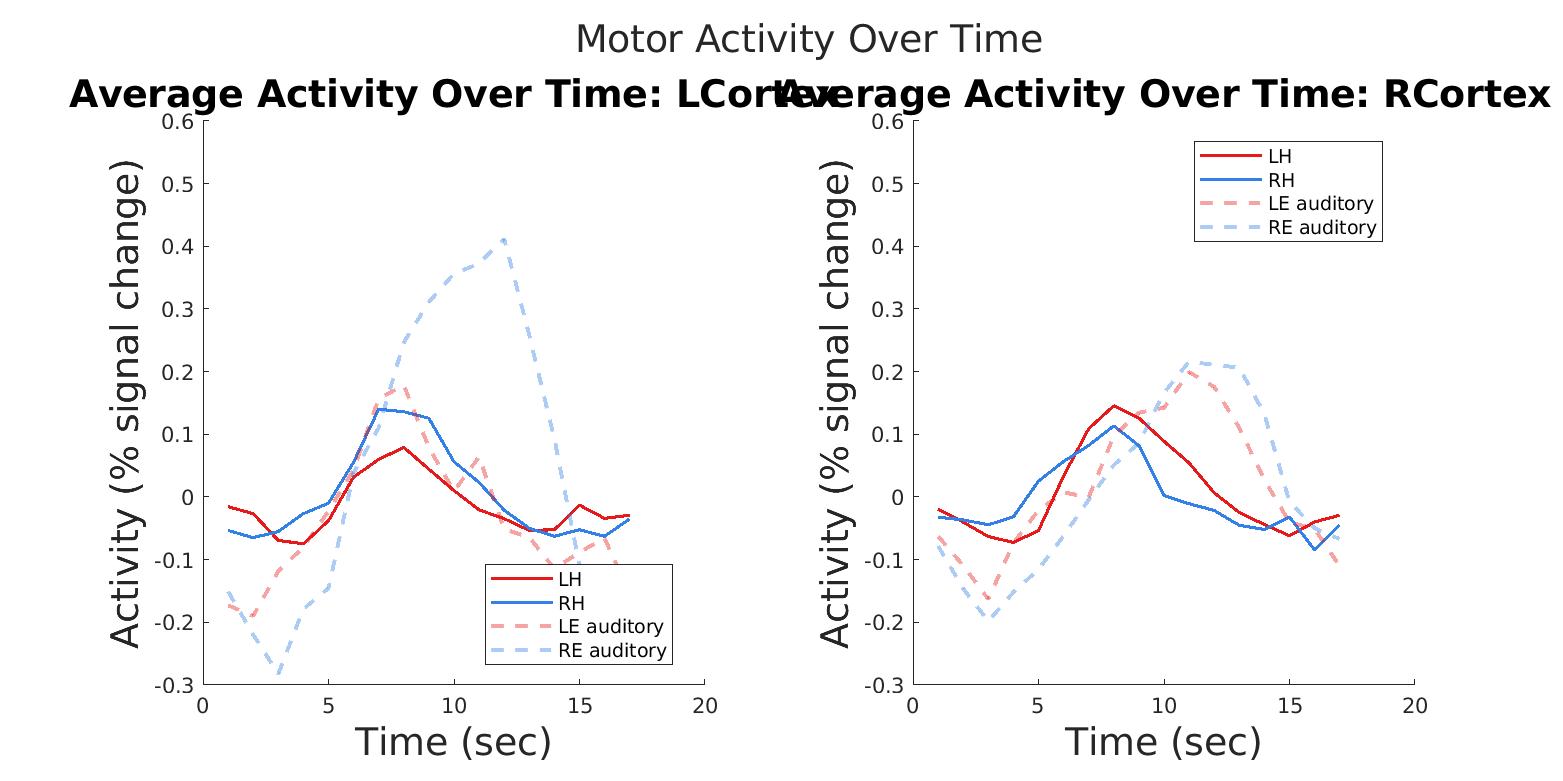 Motor Activity Over Time
Average Activity Over Time: LCortex
Average Activity Over Time: RCortex
Activity (% signal change)
0.6
0.5
0.4
0.3
0.2
0.1
0
-0.1
-0.2
-0.3
0 5 10 15 20
Time (sec)
LH
RH
LE auditory
RE auditory
Activity (% signal change)
0.6
0.5
0.4
0.3
0.2
0.1
0
-0.1
-0.2
-0.3
0 5 10 15 20
Time (sec)
LH
RH
LE auditory
RE auditory